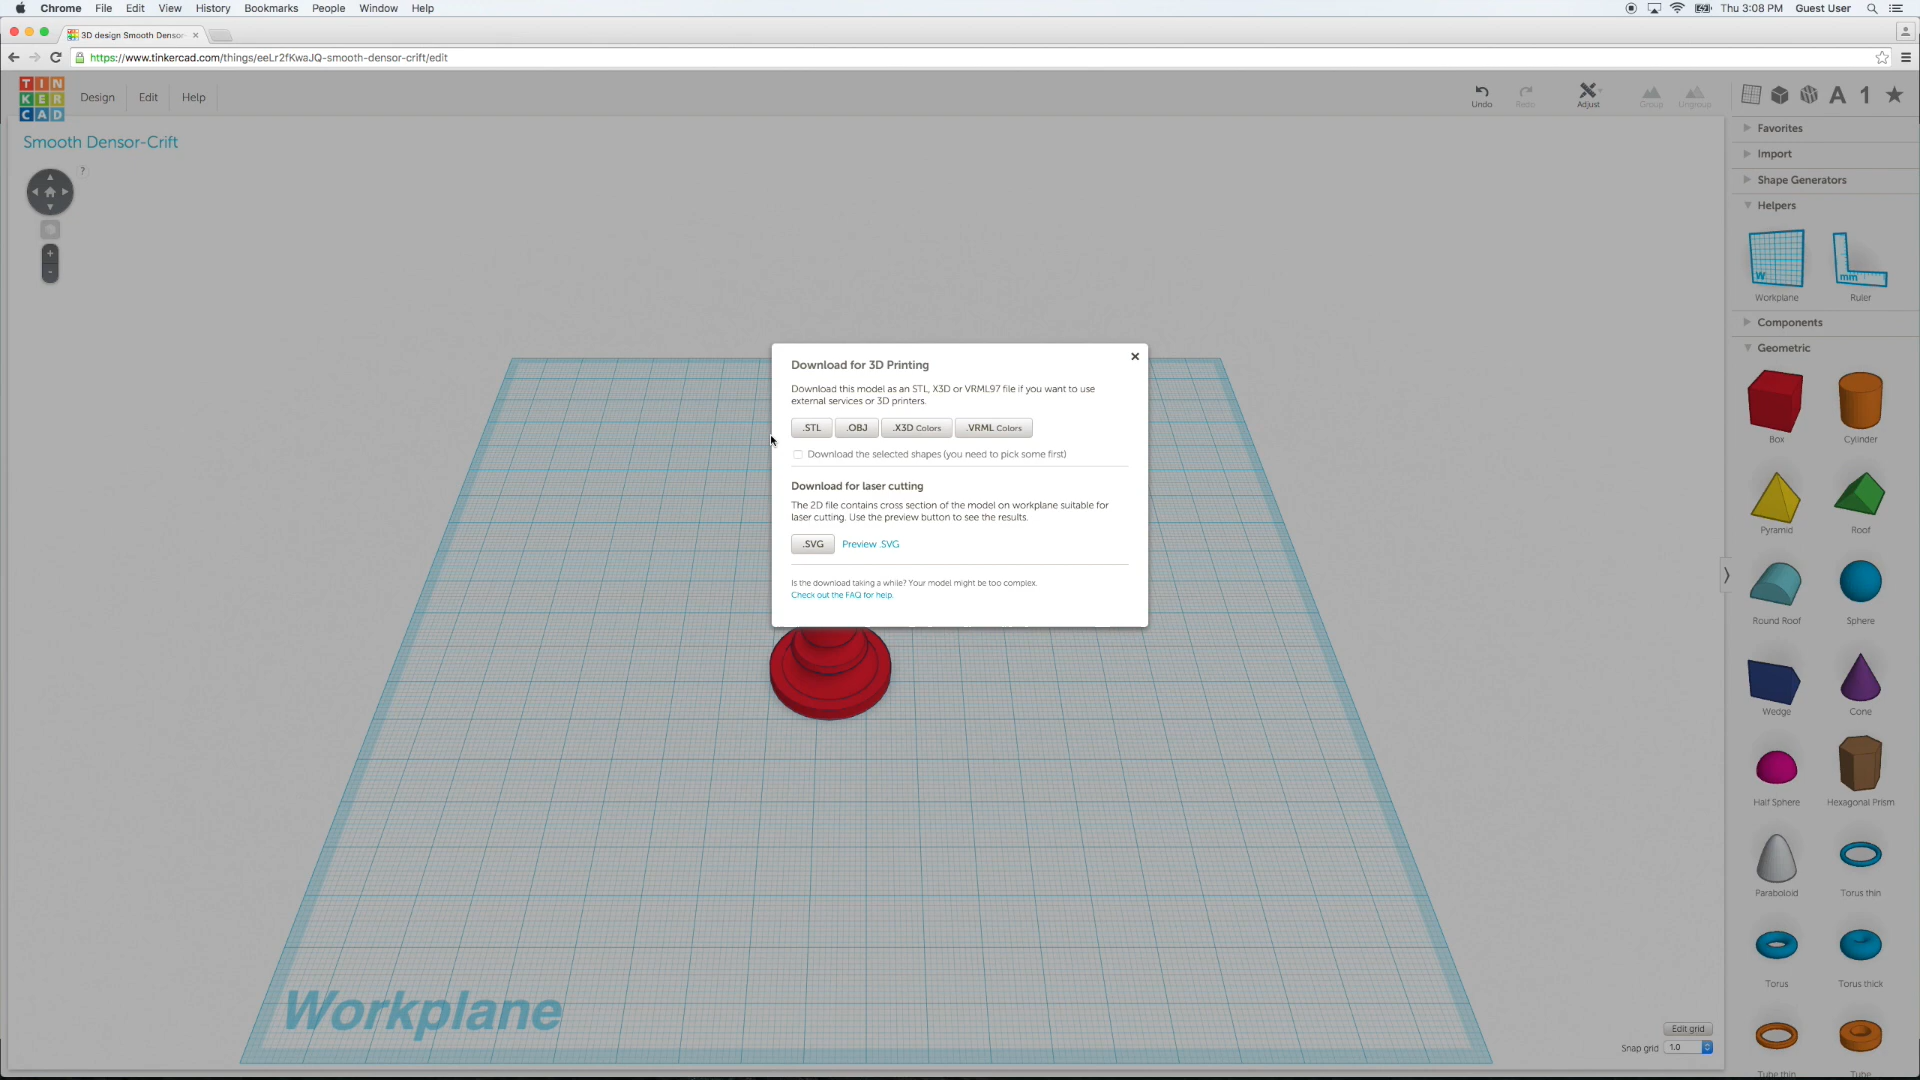 Chrome File Edit View History Bookmarks People Window Help
Thu 3:08 PM Guest User
3D design Smooth Densor-
https://www.tinkercad.com/things/eeLr2fKwaJQ-smooth-densor-crift/edit
TIN
KER
CAD
Design Edit Help
Undo Redo Adjust Group Ungroup
A 1
Smooth Densor-Crift
?
+
-
Favorites
Import
Shape Generators
Helpers
W
mm
Workplane Ruler
Components
Geometric
Box Cylinder
Pyramid Roof
Round Roof Sphere
Wedge Cone
Half Sphere Hexagonal Prism
Paraboloid Torus thin
Torus Torus thick
Tube thin Tube
Download for 3D Printing
Download this model as an STL, X3D or VRML97 file if you want to use
external services or 3D printers.
.STL .OBJ .X3D Colors .VRML Colors
Download the selected shapes (you need to pick some first)
Download for laser cutting
The 2D file contains cross section of the model on workplane suitable for
laser cutting. Use the preview button to see the results.
.SVG Preview .SVG
Is the download taking a while? Your model might be too complex.
Check out the FAQ for help.
Workplane
Edit grid
Snap grid 1.0